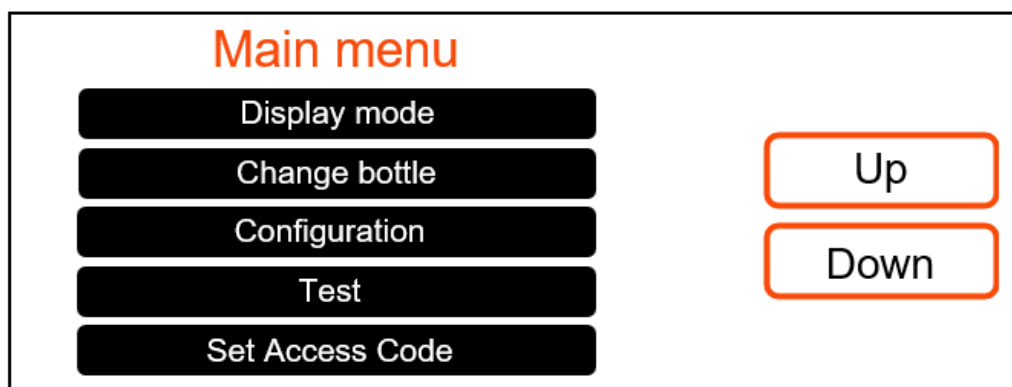 Main menu
Display mode
Change bottle
Configuration
Test
Set Access Code
Up
Down